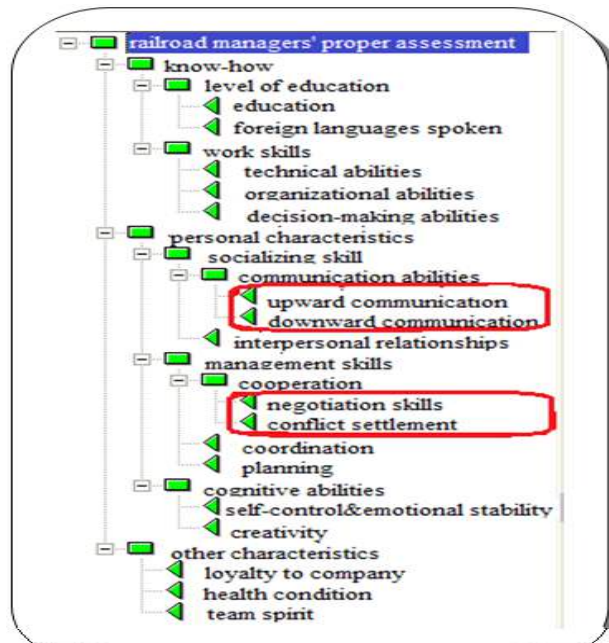 railroad managers' proper assessment
know-how
level of education
education
foreign languages spoken
work skills
technical abilities
organizational abilities
decision-making abilities
personal characteristics
socializing skill
communication abilities
upward communication
downward communication
interpersonal relationships
management skills
cooperation
negotiation skills
conflict settlement
coordination
planning
cognitive abilities
self-control&emotional stability
creativity
other characteristics
loyalty to company
health condition
team spirit